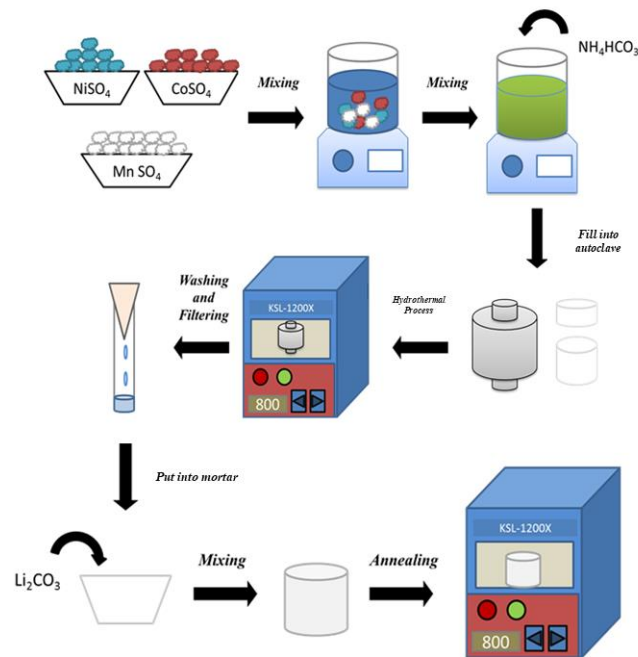 NiSO4
CoSO4
Mn SO4
Mixing
Mixing
NH4HCO3
Fill into
autoclave
Hydrothermal
Process
KSL-1200X
800
Washing
and
Filtering
Put into mortar
Li2CO3
Mixing
Annealing
KSL-1200X
800